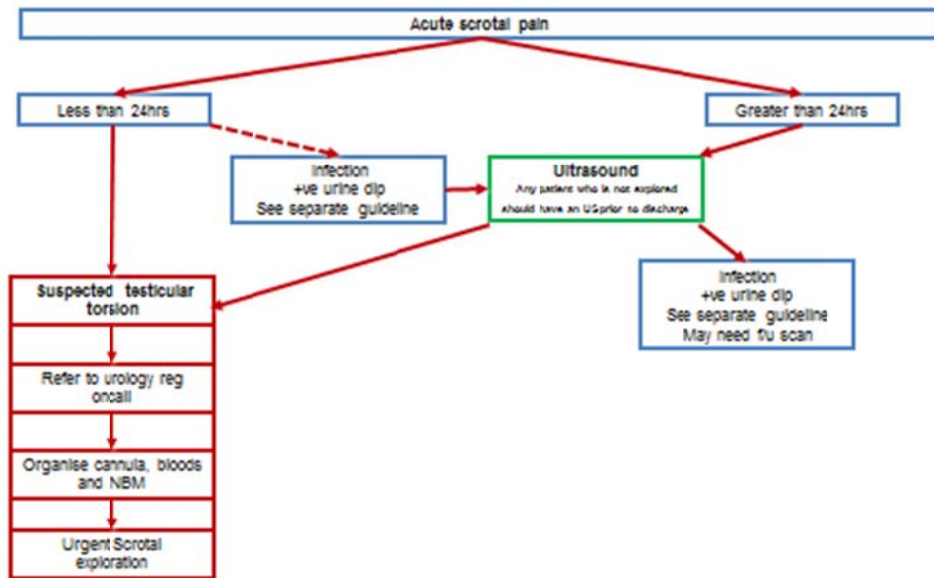 Acute scrotal pain
Less than 24hrs
Greater than 24hrs
Infection
+ve urine dip
See separate guideline
Ultrasound
Any patient who is not explored
should have an US prior to discharge
Infection
+ve urine dip
See separate guideline
May need f/u scan
Suspected testicular
torsion
Refer to urology reg
oncall
Organise cannula, bloods
and NBM
Urgent Scrotal
exploration